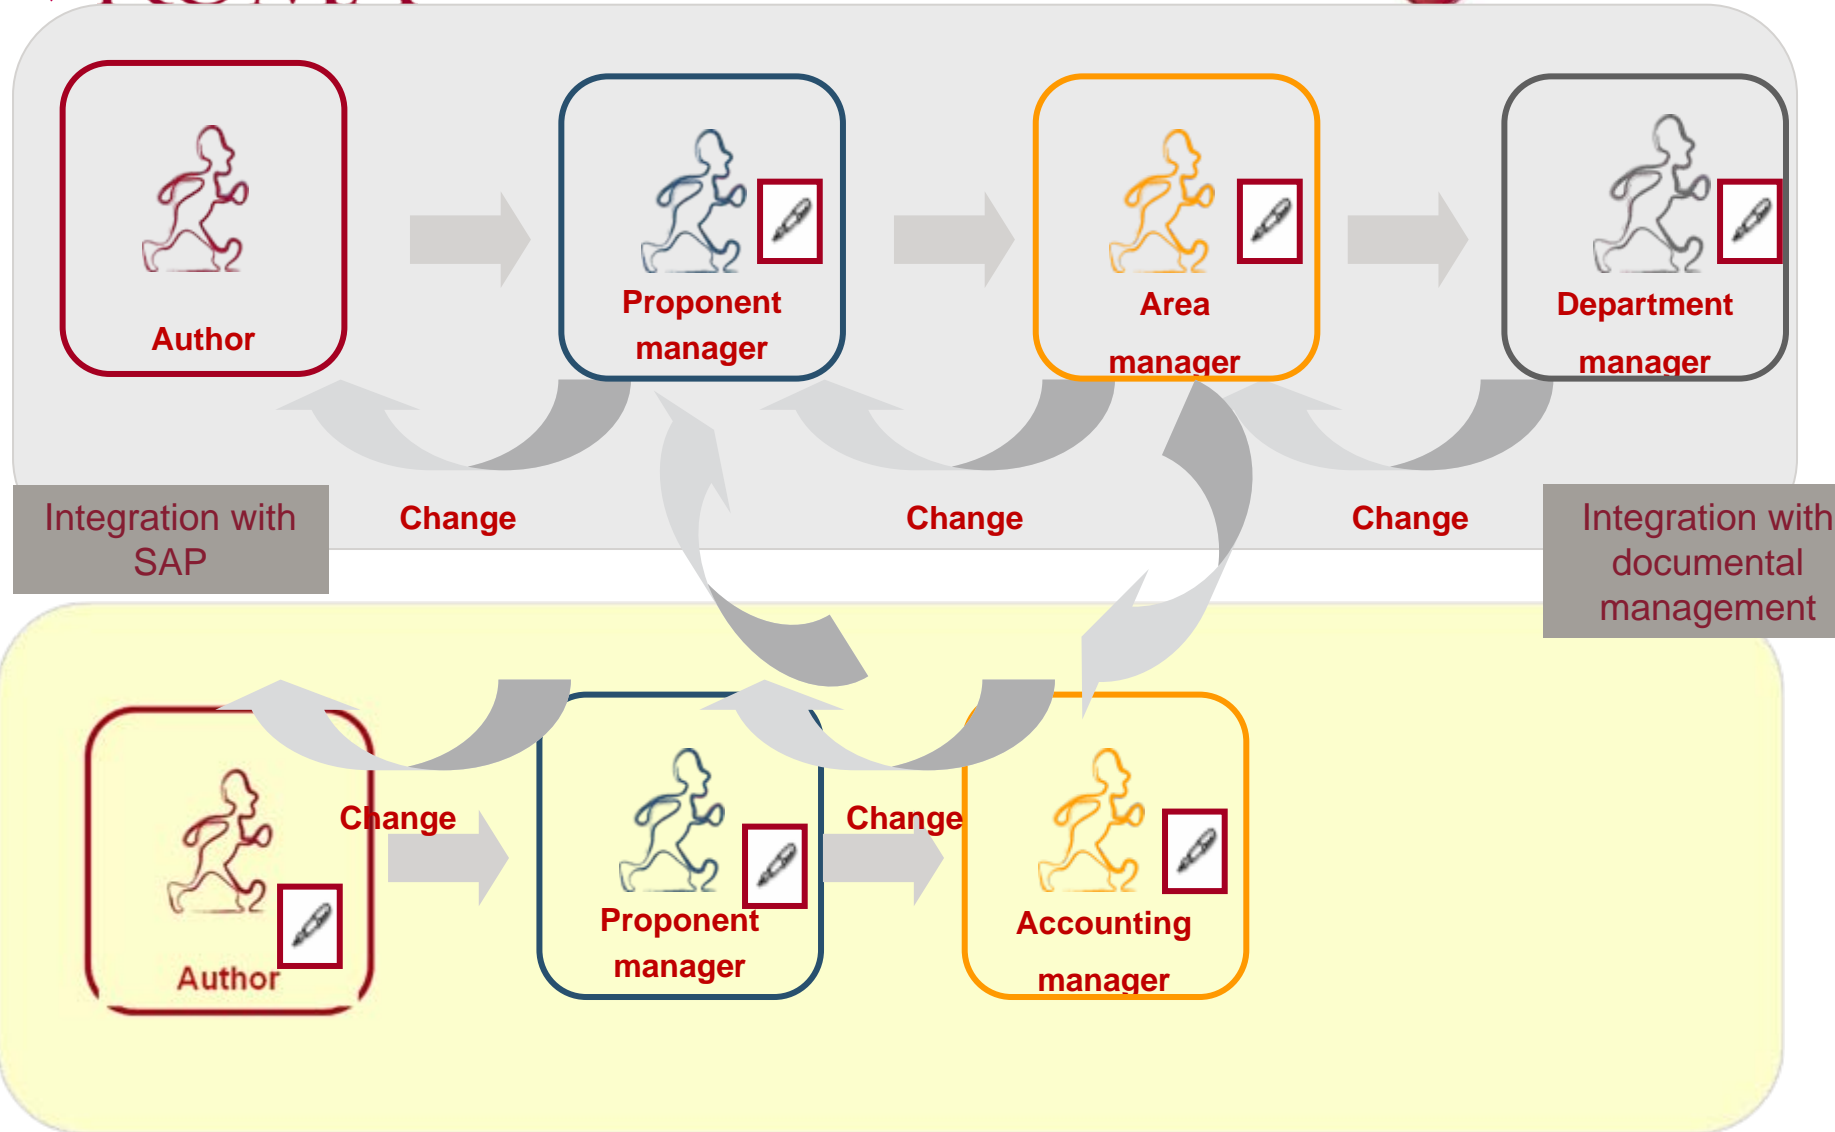 Author
Proponent
manager
Area
manager
Department
manager
Change
Change
Change
Integration with
SAP
Integration with
documental
management
Change
Change
Author
Proponent
manager
Accounting
manager